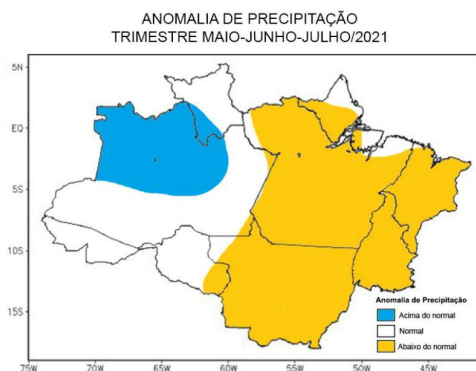 ANOMALIA DE PRECIPITAÇÃO
TRIMESTRE MAIO-JUNHO-JULHO/2021
5N
EQ
5S
10S
15S
75W 70W 65W 60W 55W 50W 45W
Anomalia de Precipitação
Acima do normal
Normal
Abaixo do normal